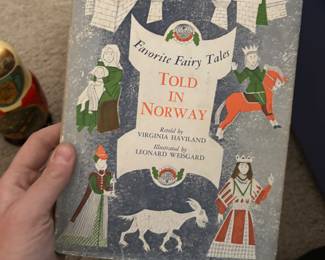 Favorite Fairy Tales
TOLD
IN
NORWAY
Retold by
VIRGINIA HAVILAND
Illustrated by
LEONARD WEISGARD